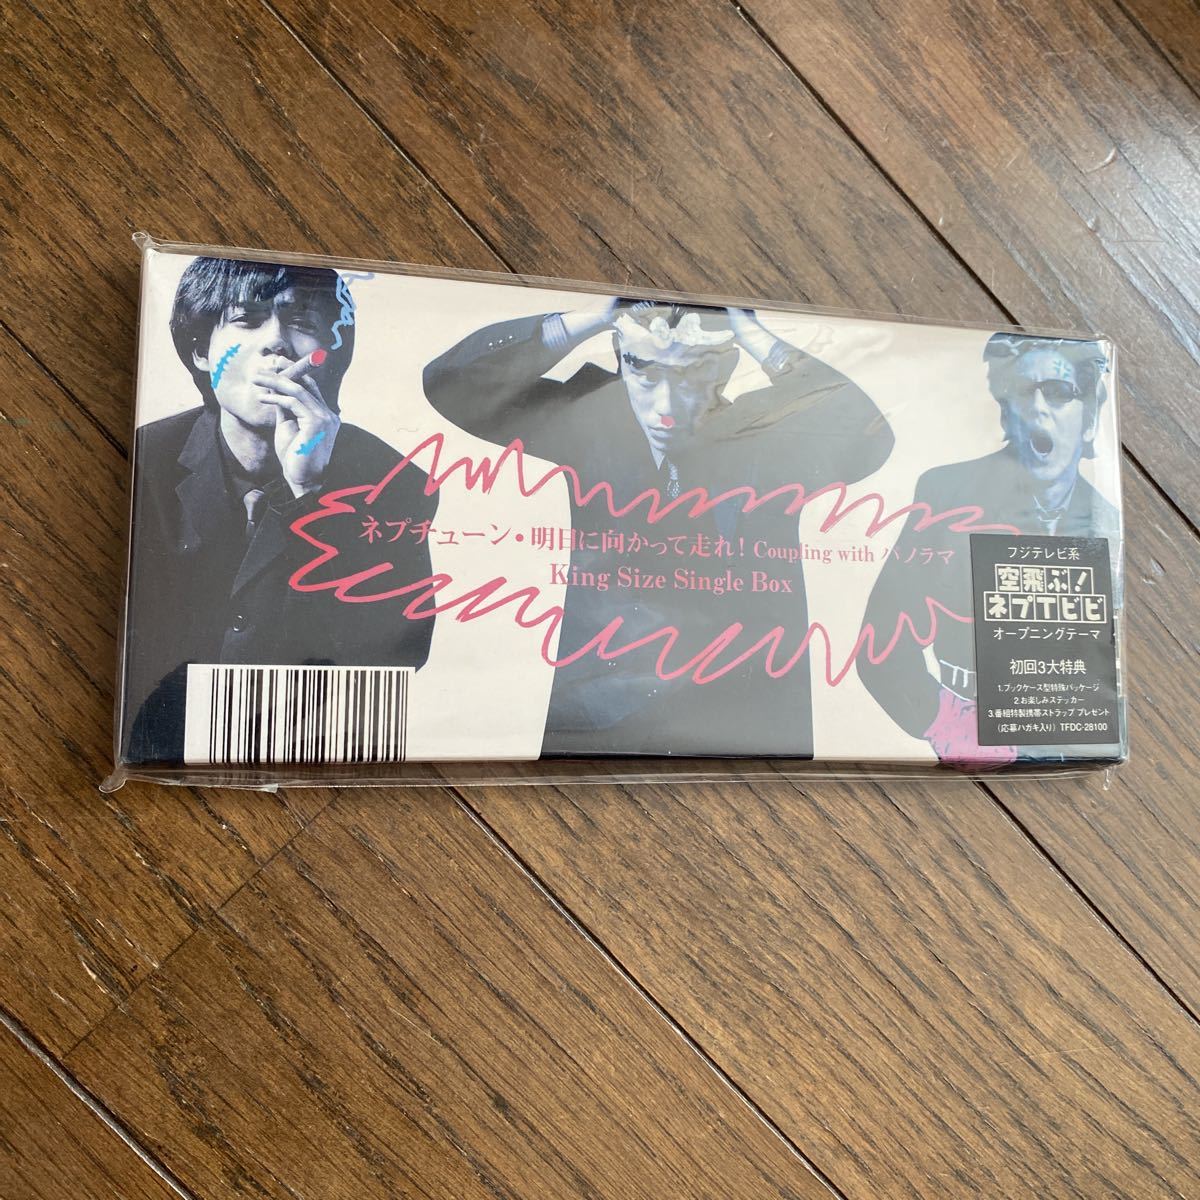 ネプチューン・明日に向かって走れ! Coupling with パノラマ
King Size Single Box
フジテレビ系
空飛ぶ!
ネプTビビ
オープニングテーマ
初回3大特典
1.ブックケース型特殊パッケージ
2.お楽しみステッカー
3.番組特製携帯ストラップ プレゼント
(応募ハガキ入り) TFDC-28100